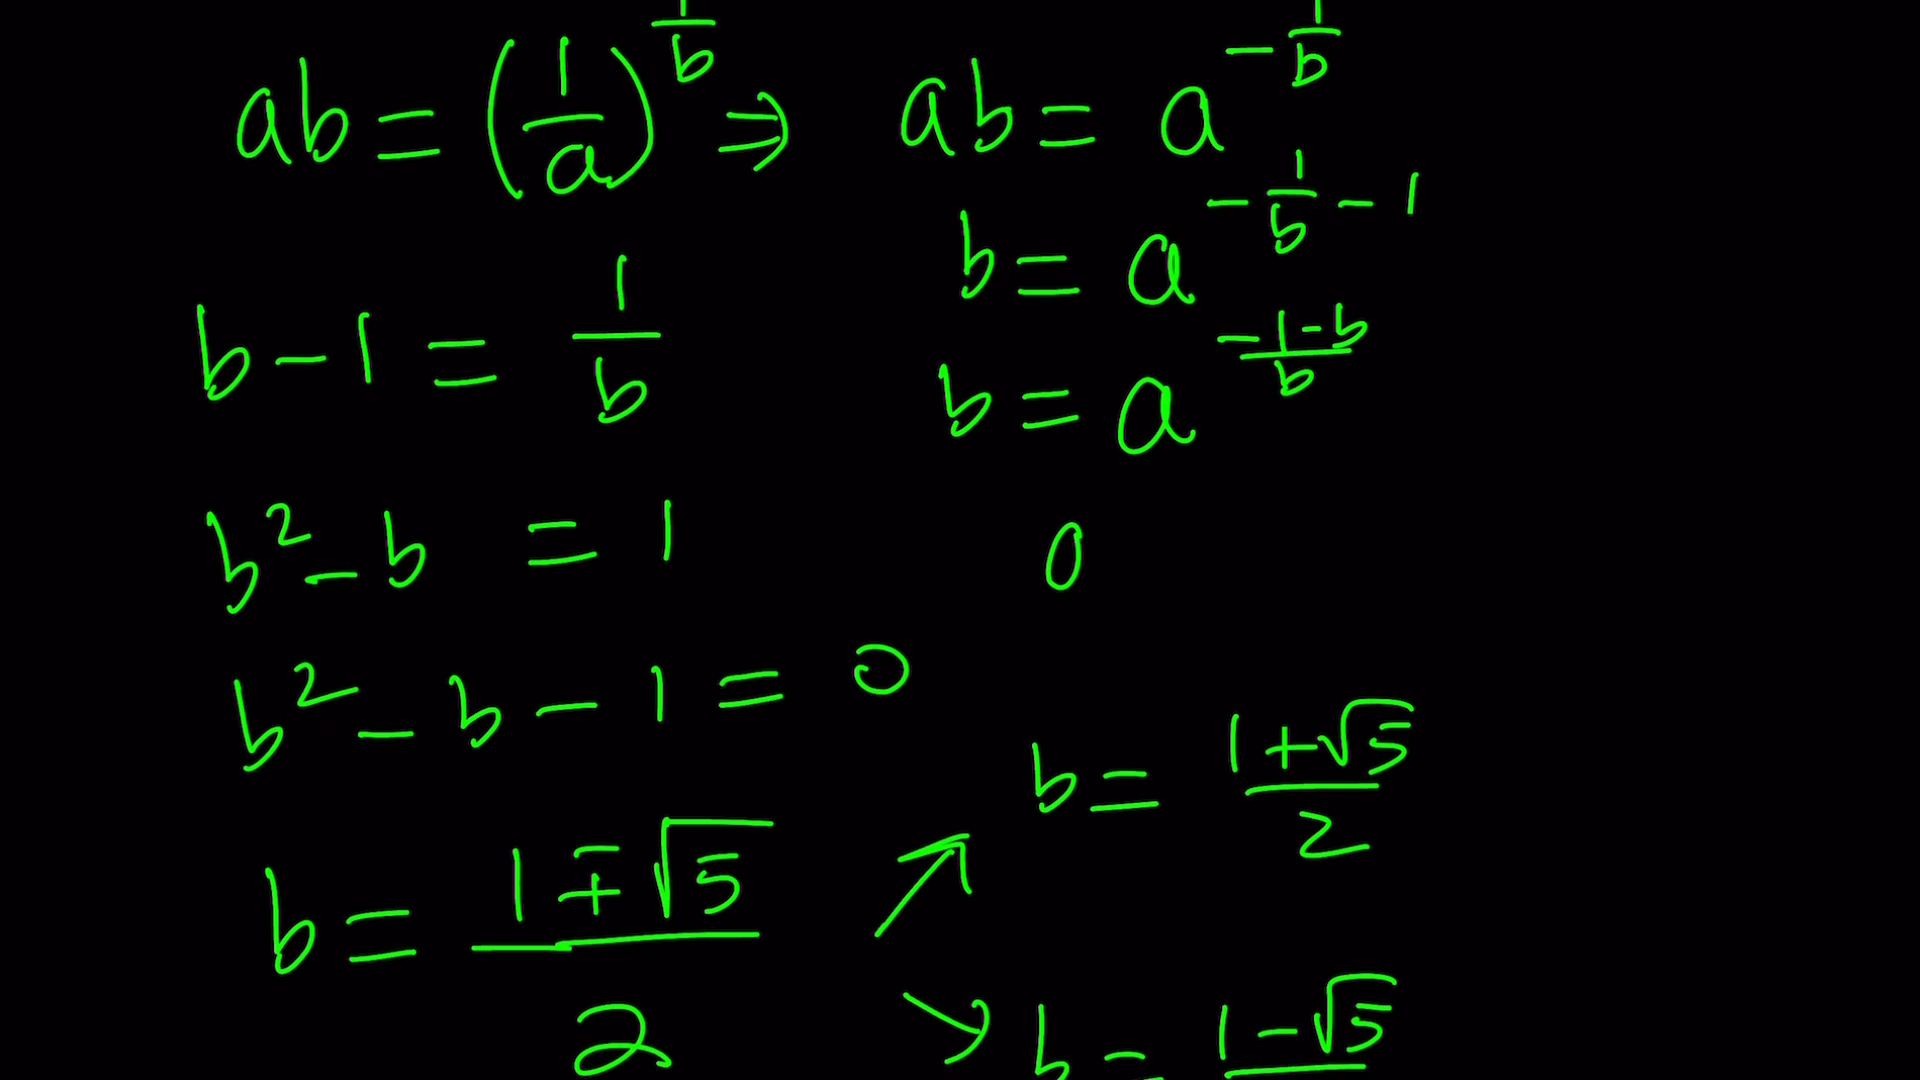 ab = (1/a)^(1/b) ⇒ ab = a^(-1/b)
b = a^(-1/b - 1)
b - 1 = 1/b
b = a^((-1-b)/b)
b² - b = 1
0
b² - b - 1 = 0
b = (1+√5)/2
b = (1∓√5)/2
b = 1-√5